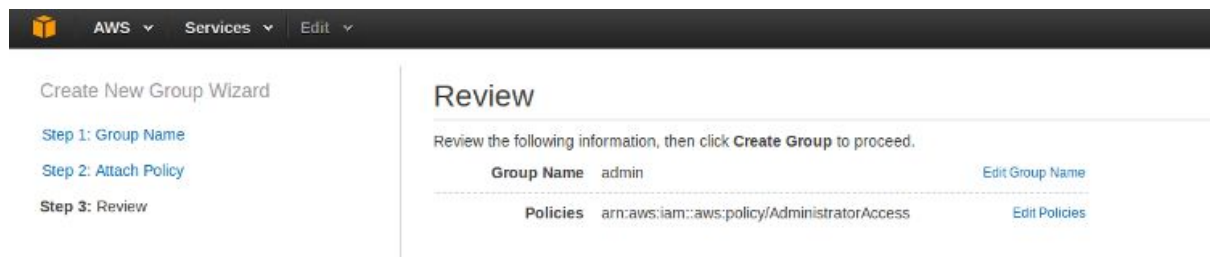 AWS Services Edit
Create New Group Wizard
Step 1: Group Name
Step 2: Attach Policy
Step 3: Review
Review
Review the following information, then click Create Group to proceed.
Group Name admin Edit Group Name
Policies arn:aws:iam::aws:policy/AdministratorAccess Edit Policies